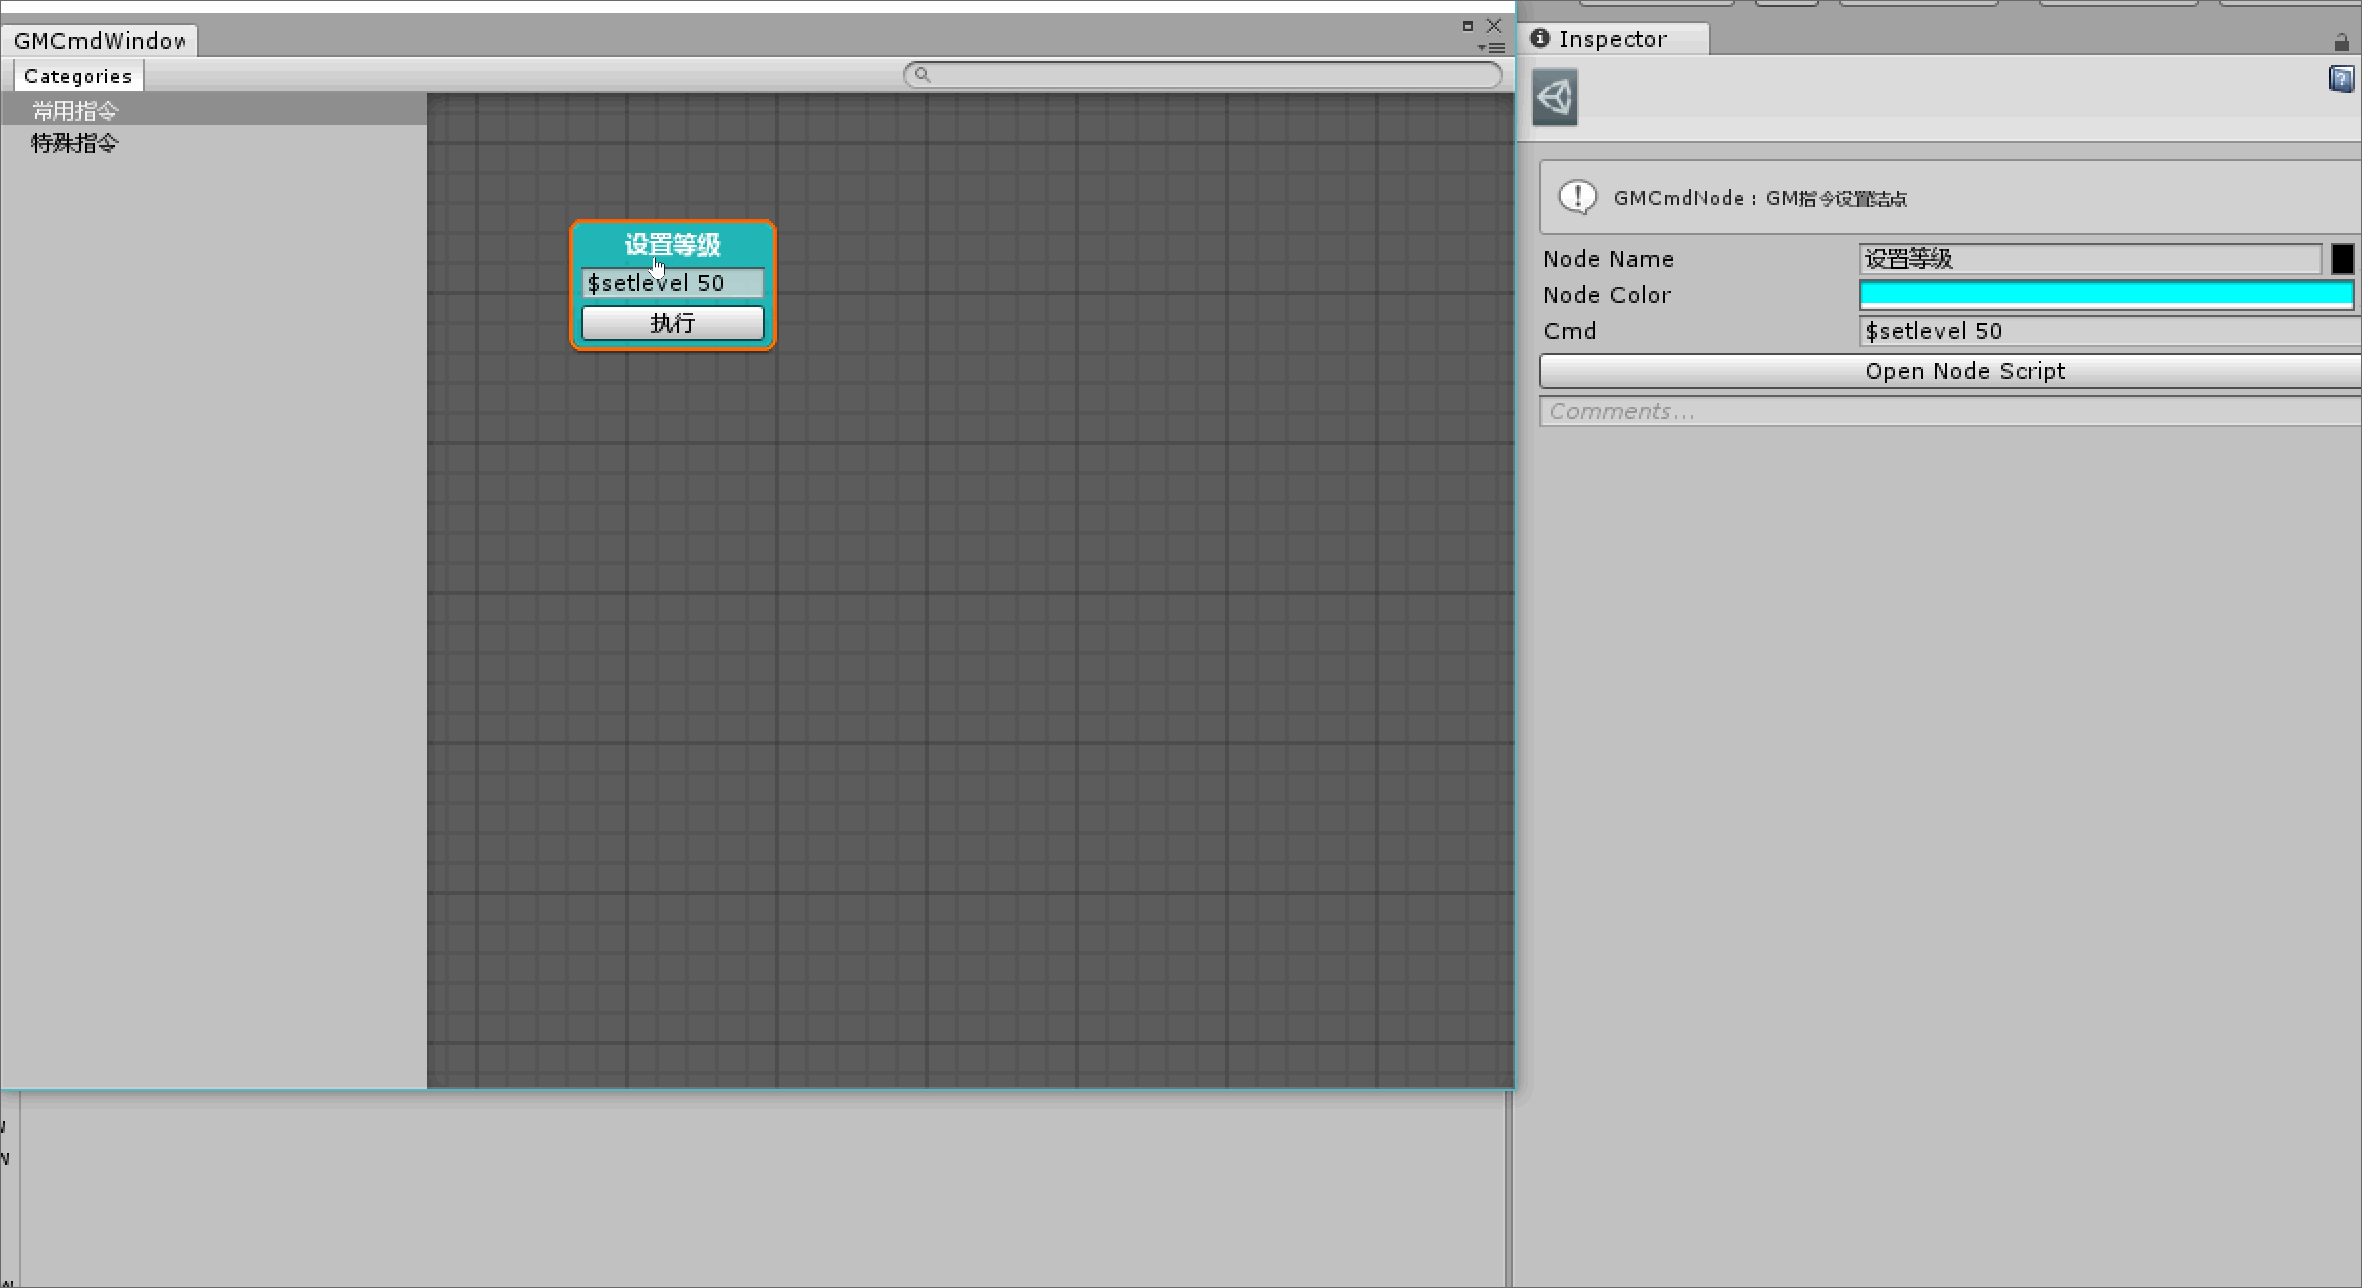 GMCmdWindow
Categories
常用指令
特殊指令
设置等级
$setlevel 50
执行
Inspector
GMCmdNode : GM指令设置结点
Node Name
设置等级
Node Color
Cmd
$setlevel 50
Open Node Script
Comments...